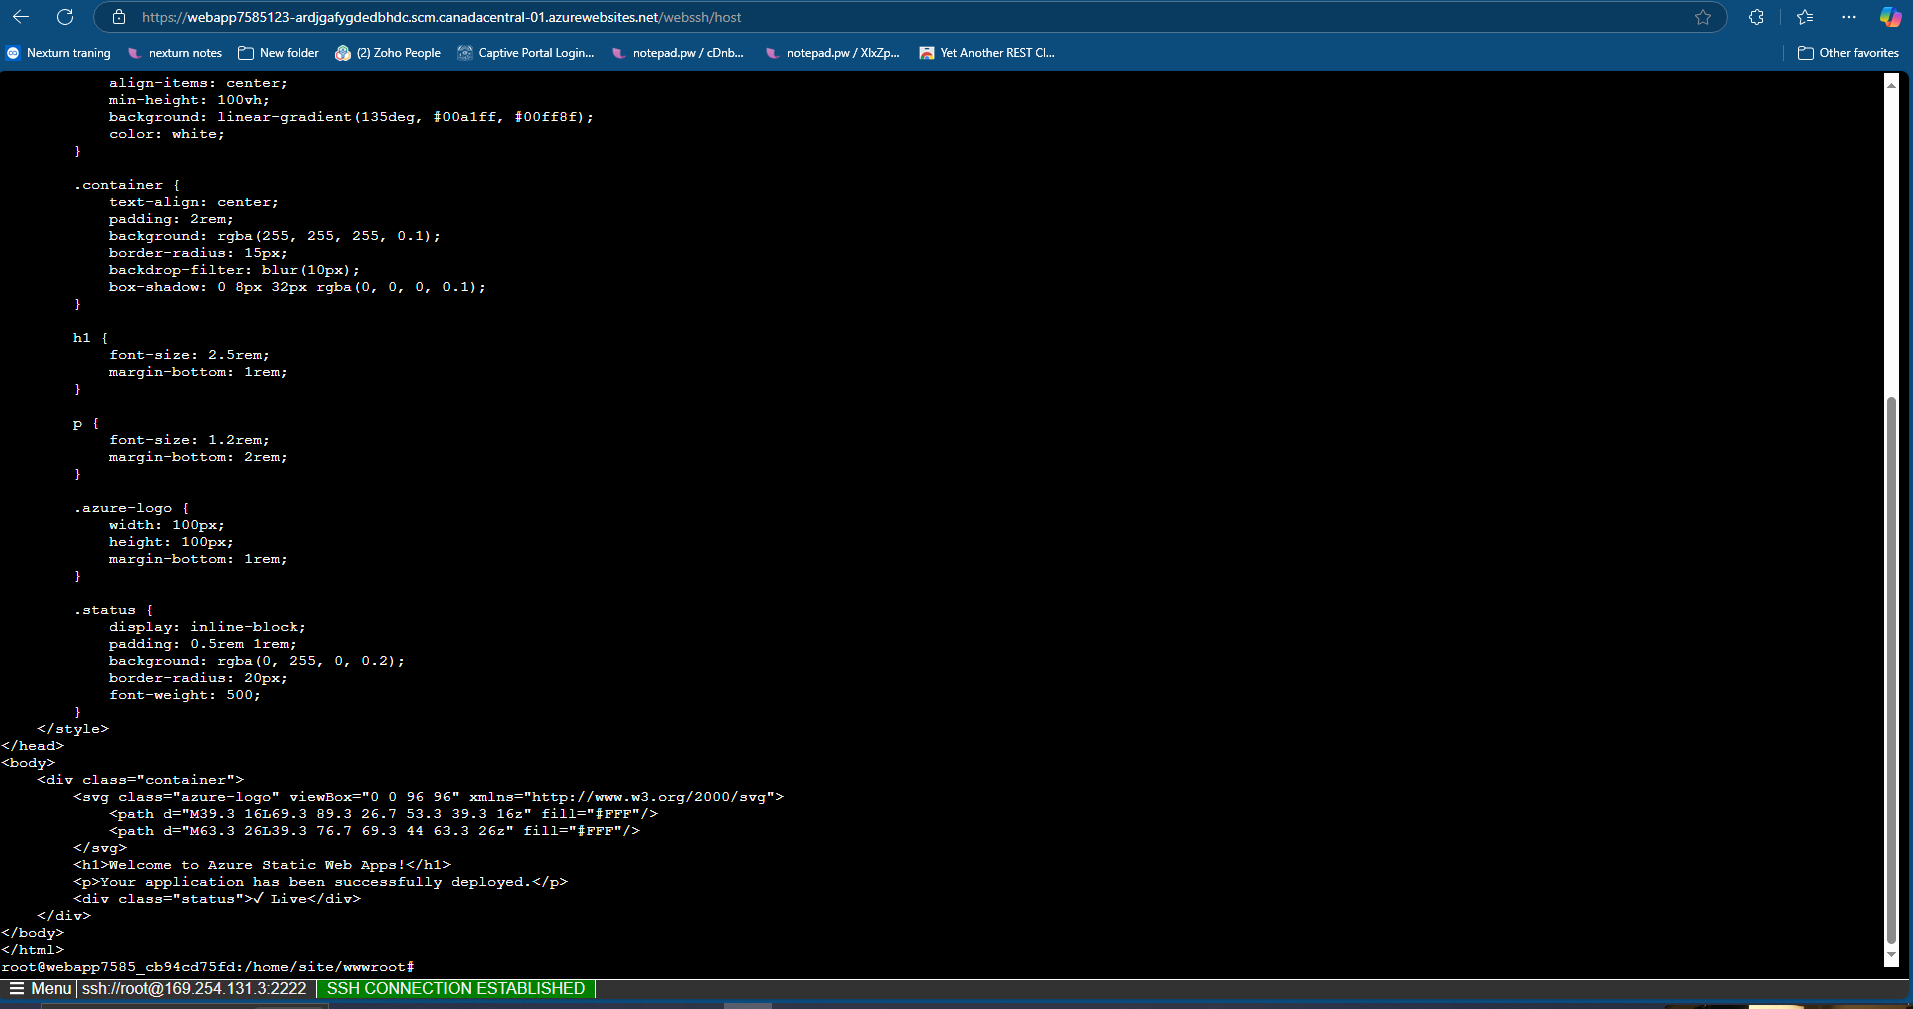 https://webapp7585123-ardjgafygdedbhdc.scm.canadacentral-01.azurewebsites.net/webssh/host
Nexturn traning
nexturn notes
New folder
(2) Zoho People
Captive Portal Login...
notepad.pw / cDnb...
notepad.pw / XlxZp...
Yet Another REST Cl...
Other favorites
            align-items: center;
            min-height: 100vh;
            background: linear-gradient(135deg, #00a1ff, #00ff8f);
            color: white;
        }
        .container {
            text-align: center;
            padding: 2rem;
            background: rgba(255, 255, 255, 0.1);
            border-radius: 15px;
            backdrop-filter: blur(10px);
            box-shadow: 0 8px 32px rgba(0, 0, 0, 0.1);
        }
        h1 {
            font-size: 2.5rem;
            margin-bottom: 1rem;
        }
        p {
            font-size: 1.2rem;
            margin-bottom: 2rem;
        }
        .azure-logo {
            width: 100px;
            height: 100px;
            margin-bottom: 1rem;
        }
        .status {
            display: inline-block;
            padding: 0.5rem 1rem;
            background: rgba(0, 255, 0, 0.2);
            border-radius: 20px;
            font-weight: 500;
        }
    </style>
</head>
<body>
    <div class="container">
        <svg class="azure-logo" viewBox="0 0 96 96" xmlns="http://www.w3.org/2000/svg">
            <path d="M39.3 16L69.3 89.3 26.7 53.3 39.3 16z" fill="#FFF"/>
            <path d="M63.3 26L39.3 76.7 69.3 44 63.3 26z" fill="#FFF"/>
        </svg>
        <h1>Welcome to Azure Static Web Apps!</h1>
        <p>Your application has been successfully deployed.</p>
        <div class="status">✓ Live</div>
    </div>
</body>
</html>
root@webapp7585_cb94cd75fd:/home/site/wwwroot#
Menu
ssh://root@169.254.131.3:2222
SSH CONNECTION ESTABLISHED